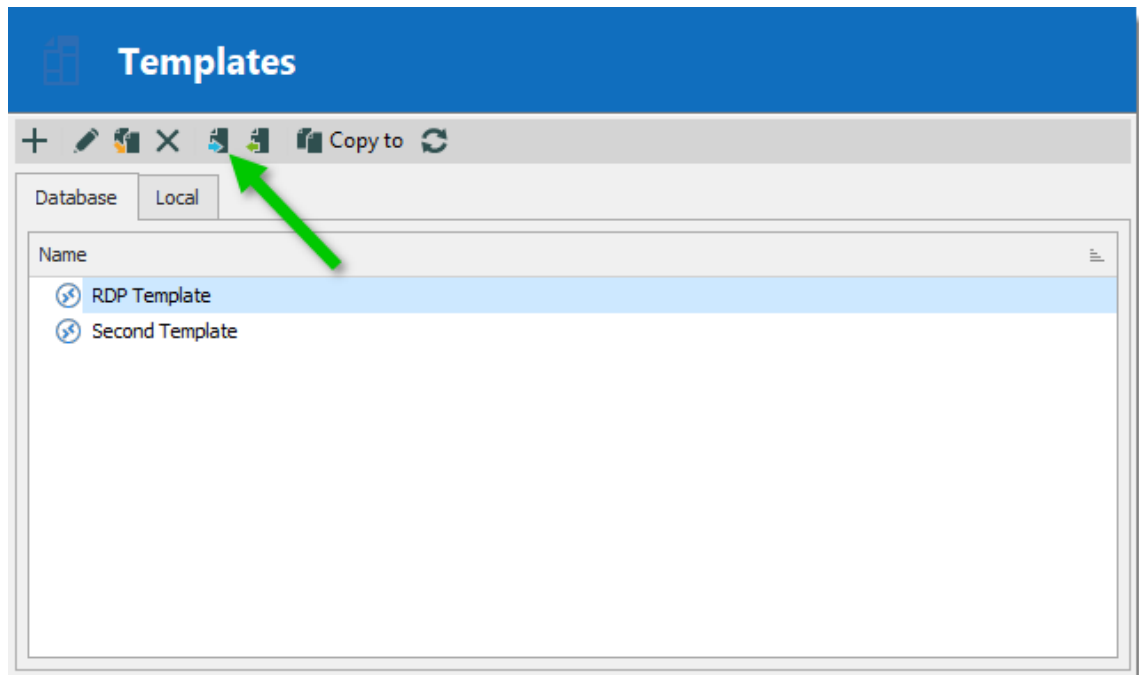 Templates
Copy to
Database Local
Name
RDP Template
Second Template